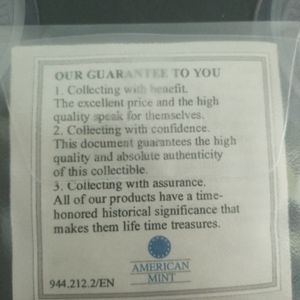 OUR GUARANTEE TO YOU
1. Collecting with benefit.
The excellent price and the high
quality speak for themselves.
2. Collecting with confidence.
This document guarantees the high
quality and absolute authenticity
of this collectible.
3. Collecting with assurance.
All of our products have a time-
honored historical significance that
makes them life time treasures.
AMERICAN
MINT
944.212.2/EN